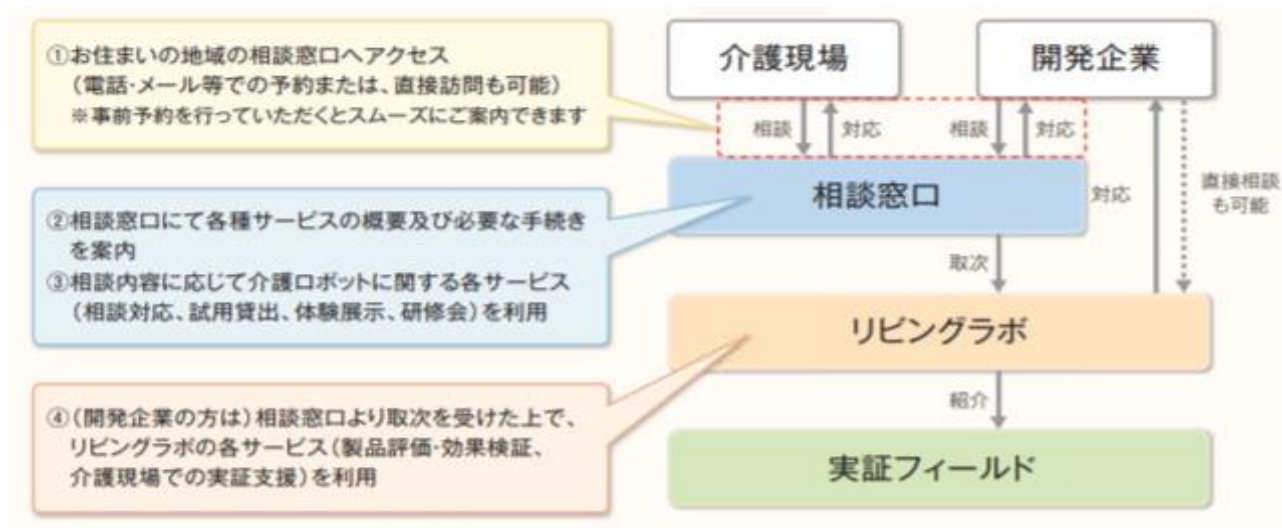 ①お住まいの地域の相談窓口へアクセス
（電話・メール等での予約または、直接訪問も可能）
※事前予約を行っていただくとスムーズにご案内できます
②相談窓口にて各種サービスの概要及び必要な手続き
を案内
③相談内容に応じて介護ロボットに関する各サービス
（相談対応、試用貸出、体験展示、研修会）を利用
④（開発企業の方は）相談窓口より取次を受けた上で、
リビングラボの各サービス（製品評価・効果検証、
介護現場での実証支援）を利用
介護現場
開発企業
相談
対応
相談
対応
相談窓口
対応
直接相談
も可能
取次
リビングラボ
紹介
実証フィールド